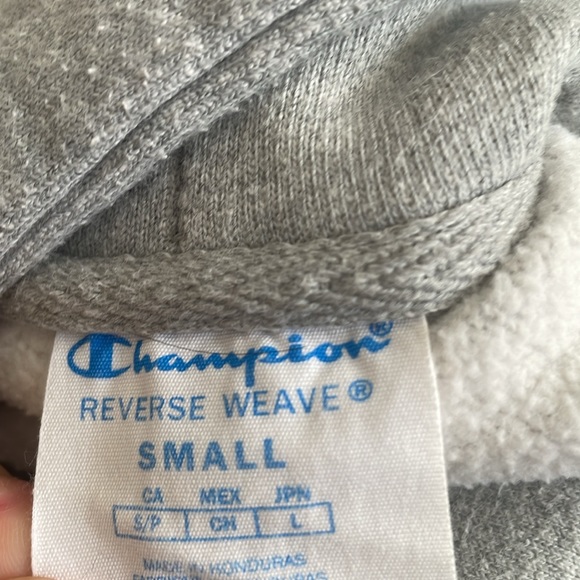 Champion®
REVERSE WEAVE®
SMALL
CA MEX JPN
S/P CH L
MADE IN HONDURAS